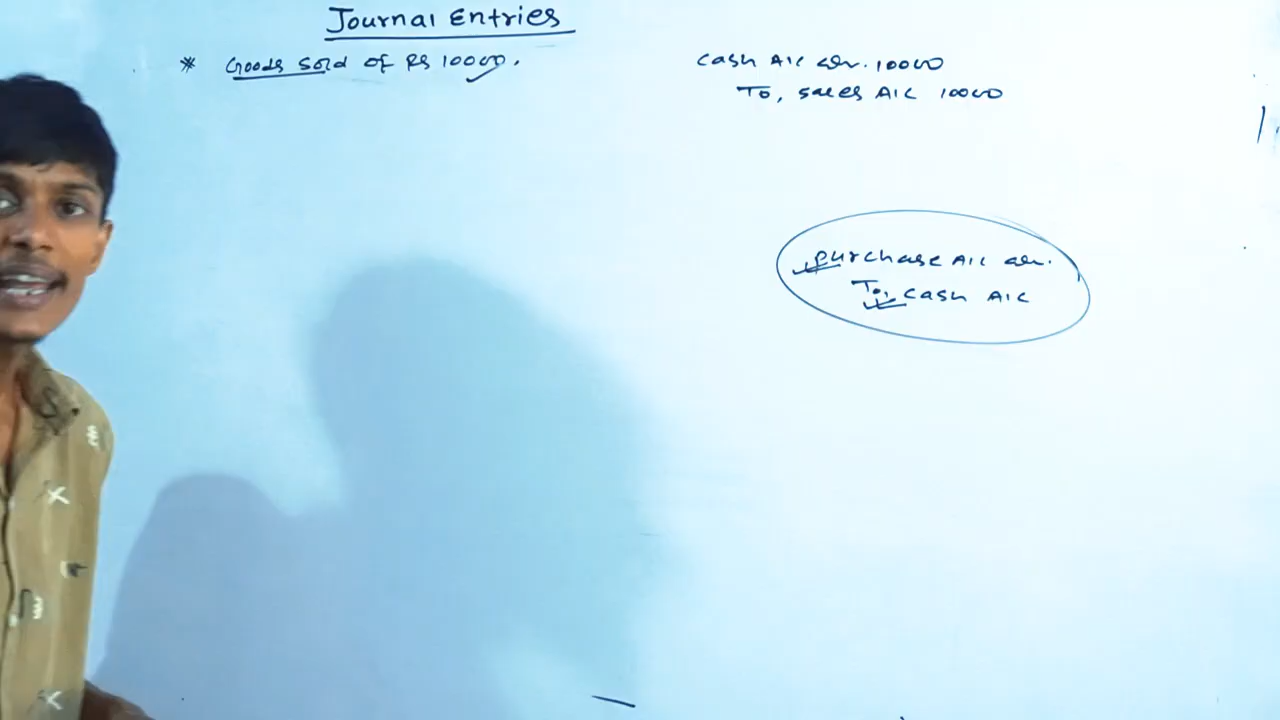 Journal Entries
* Goods sold of Rs 10000.
Cash A/c dr. 10000
To, sales A/c 10000
purchase A/c dr.
To, cash A/c